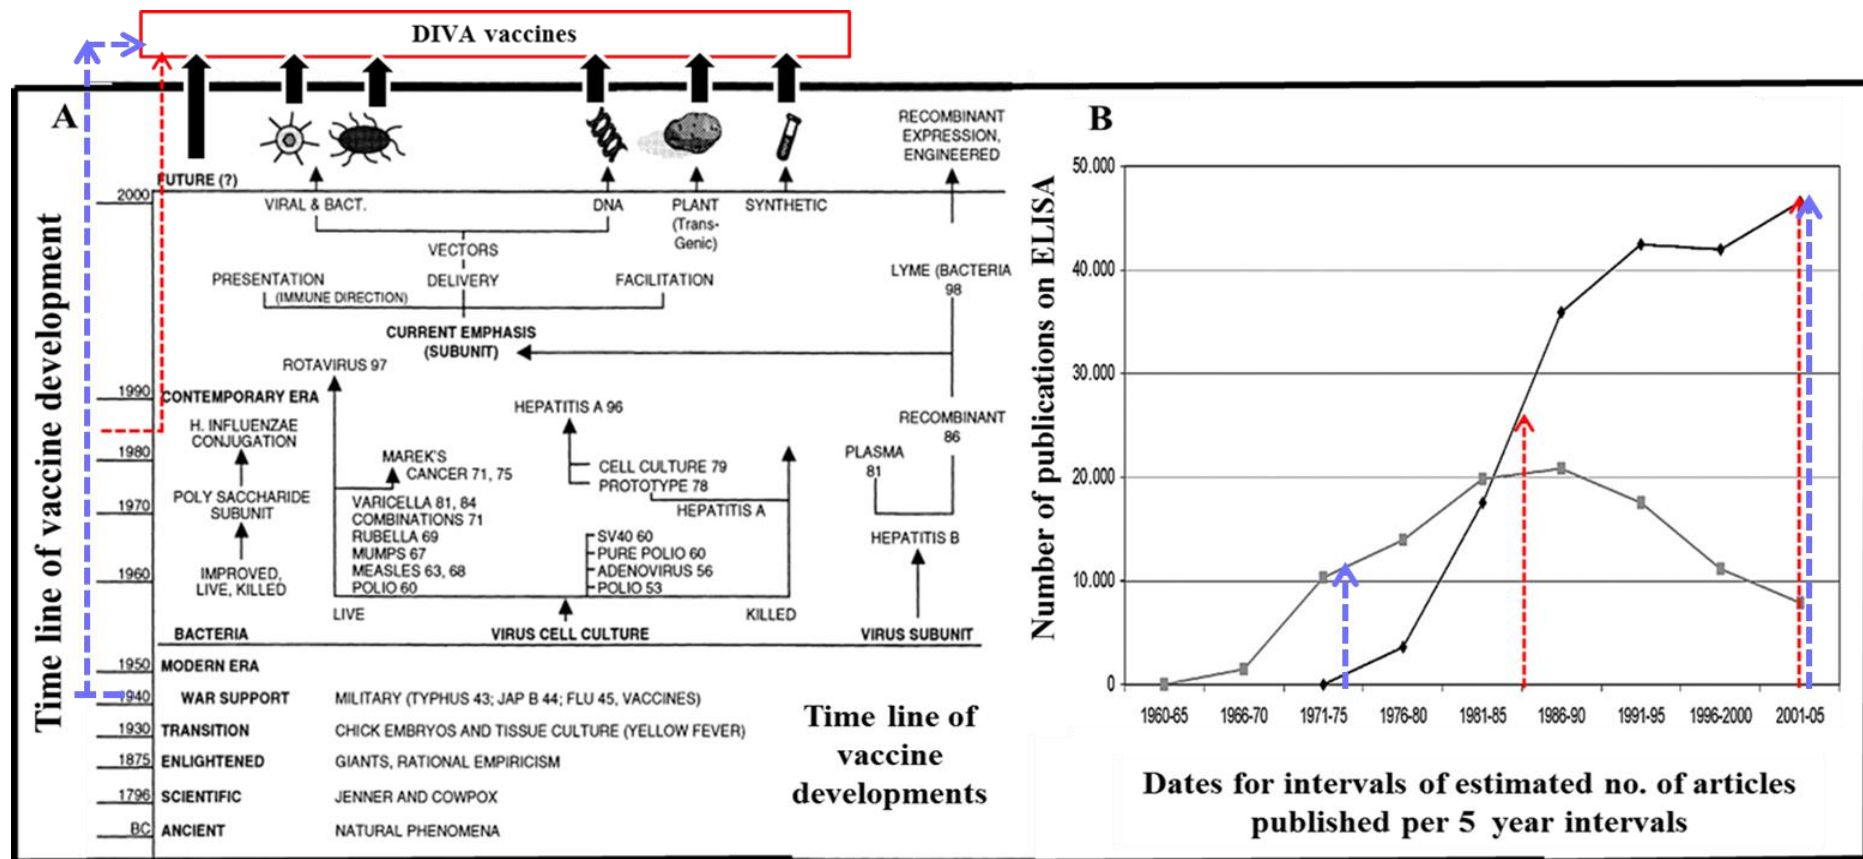 DIVA vaccines
A
Time line of vaccine development
RECOMBINANT
EXPRESSION,
ENGINEERED
FUTURE (?)
2000
VIRAL & BACT.
DNA
PLANT
(Trans-
Genic)
SYNTHETIC
VECTORS
PRESENTATION
DELIVERY
FACILITATION
(IMMUNE DIRECTION)
LYME (BACTERIA
98
CURRENT EMPHASIS
(SUBUNIT)
ROTAVIRUS 97
1990
CONTEMPORARY ERA
HEPATITIS A 96
H. INFLUENZAE
CONJUGATION
RECOMBINANT
86
1980
MAREK'S
CANCER 71, 75
CELL CULTURE 79
PROTOTYPE 78
PLASMA
81
POLY SACCHARIDE
SUBUNIT
1970
VARICELLA 81, 84
COMBINATIONS 71
RUBELLA 69
MUMPS 67
MEASLES 63, 68
POLIO 60
HEPATITIS A
SV40 60
PURE POLIO 60
ADENOVIRUS 56
POLIO 53
HEPATITIS B
IMPROVED,
LIVE, KILLED
1960
LIVE
KILLED
BACTERIA
VIRUS CELL CULTURE
VIRUS SUBUNIT
1950
MODERN ERA
1940
WAR SUPPORT
MILITARY (TYPHUS 43; JAP B 44; FLU 45, VACCINES)
1930
TRANSITION
CHICK EMBRYOS AND TISSUE CULTURE (YELLOW FEVER)
1875
ENLIGHTENED
GIANTS, RATIONAL EMPIRICISM
1796
SCIENTIFIC
JENNER AND COWPOX
BC
ANCIENT
NATURAL PHENOMENA
Time line of
vaccine
developments
B
Number of publications on ELISA
50.000
40.000
30.000
20.000
10.000
0
1960-65
1966-70
1971-75
1976-80
1981-85
1986-90
1991-95
1996-2000
2001-05
Dates for intervals of estimated no. of articles
published per 5 year intervals